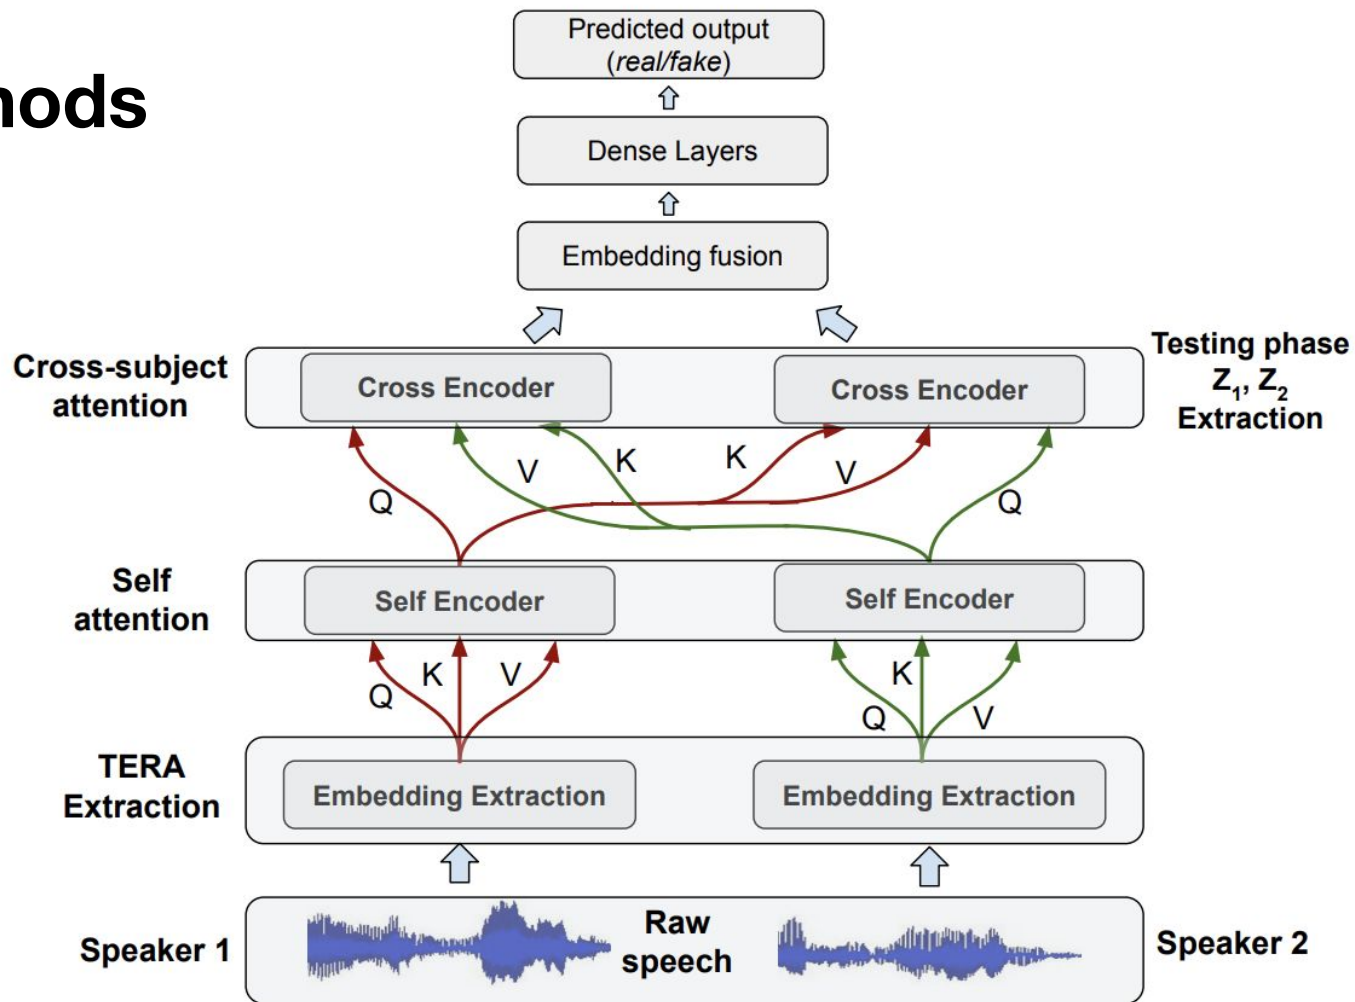 Predicted output
(real/fake)
hods
Dense Layers
Embedding fusion
Cross-subject
attention
Cross Encoder
Cross Encoder
Testing phase
Z1, Z2
Extraction
Q
V
K
K
V
Q
Self
attention
Self Encoder
Self Encoder
Q
K
V
Q
K
V
TERA
Extraction
Embedding Extraction
Embedding Extraction
Speaker 1
Raw
speech
Speaker 2